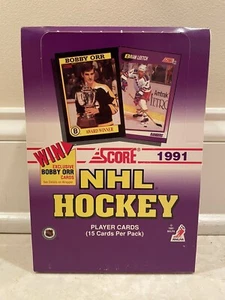 BOBBY ORR
B
AWARD WINNER
BRIAN LEETCH
RANGERS
WIN
EXCLUSIVE
BOBBY ORR
CARDS
SCORE
1991
NHL
HOCKEY
PLAYER CARDS
(15 Cards Per Pack)